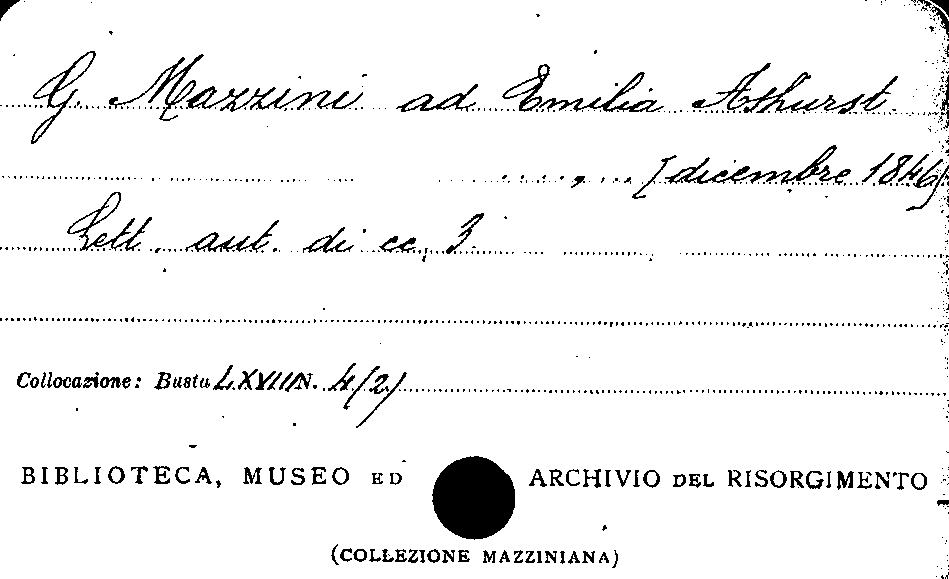 G. Mazzini ad Emilia Ashurst.
...., ... [dicembre 1846]
Lett. aut. di cc. 3.
Collocazione: Busta LXVIII N. 4/2)
BIBLIOTECA, MUSEO ED ARCHIVIO DEL RISORGIMENTO
(COLLEZIONE MAZZINIANA)